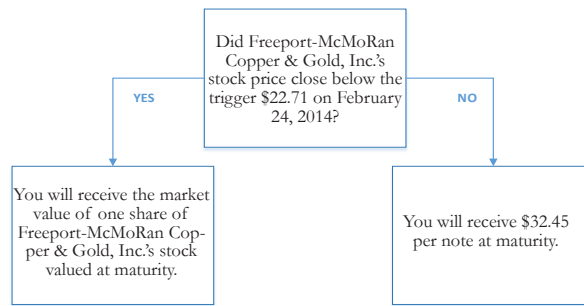 Did Freeport-McMoRan
Copper & Gold, Inc.'s
stock price close below the
trigger $22.71 on February
24, 2014?
YES
NO
You will receive the market
value of one share of
Freeport-McMoRan Cop-
per & Gold, Inc.'s stock
valued at maturity.
You will receive $32.45
per note at maturity.